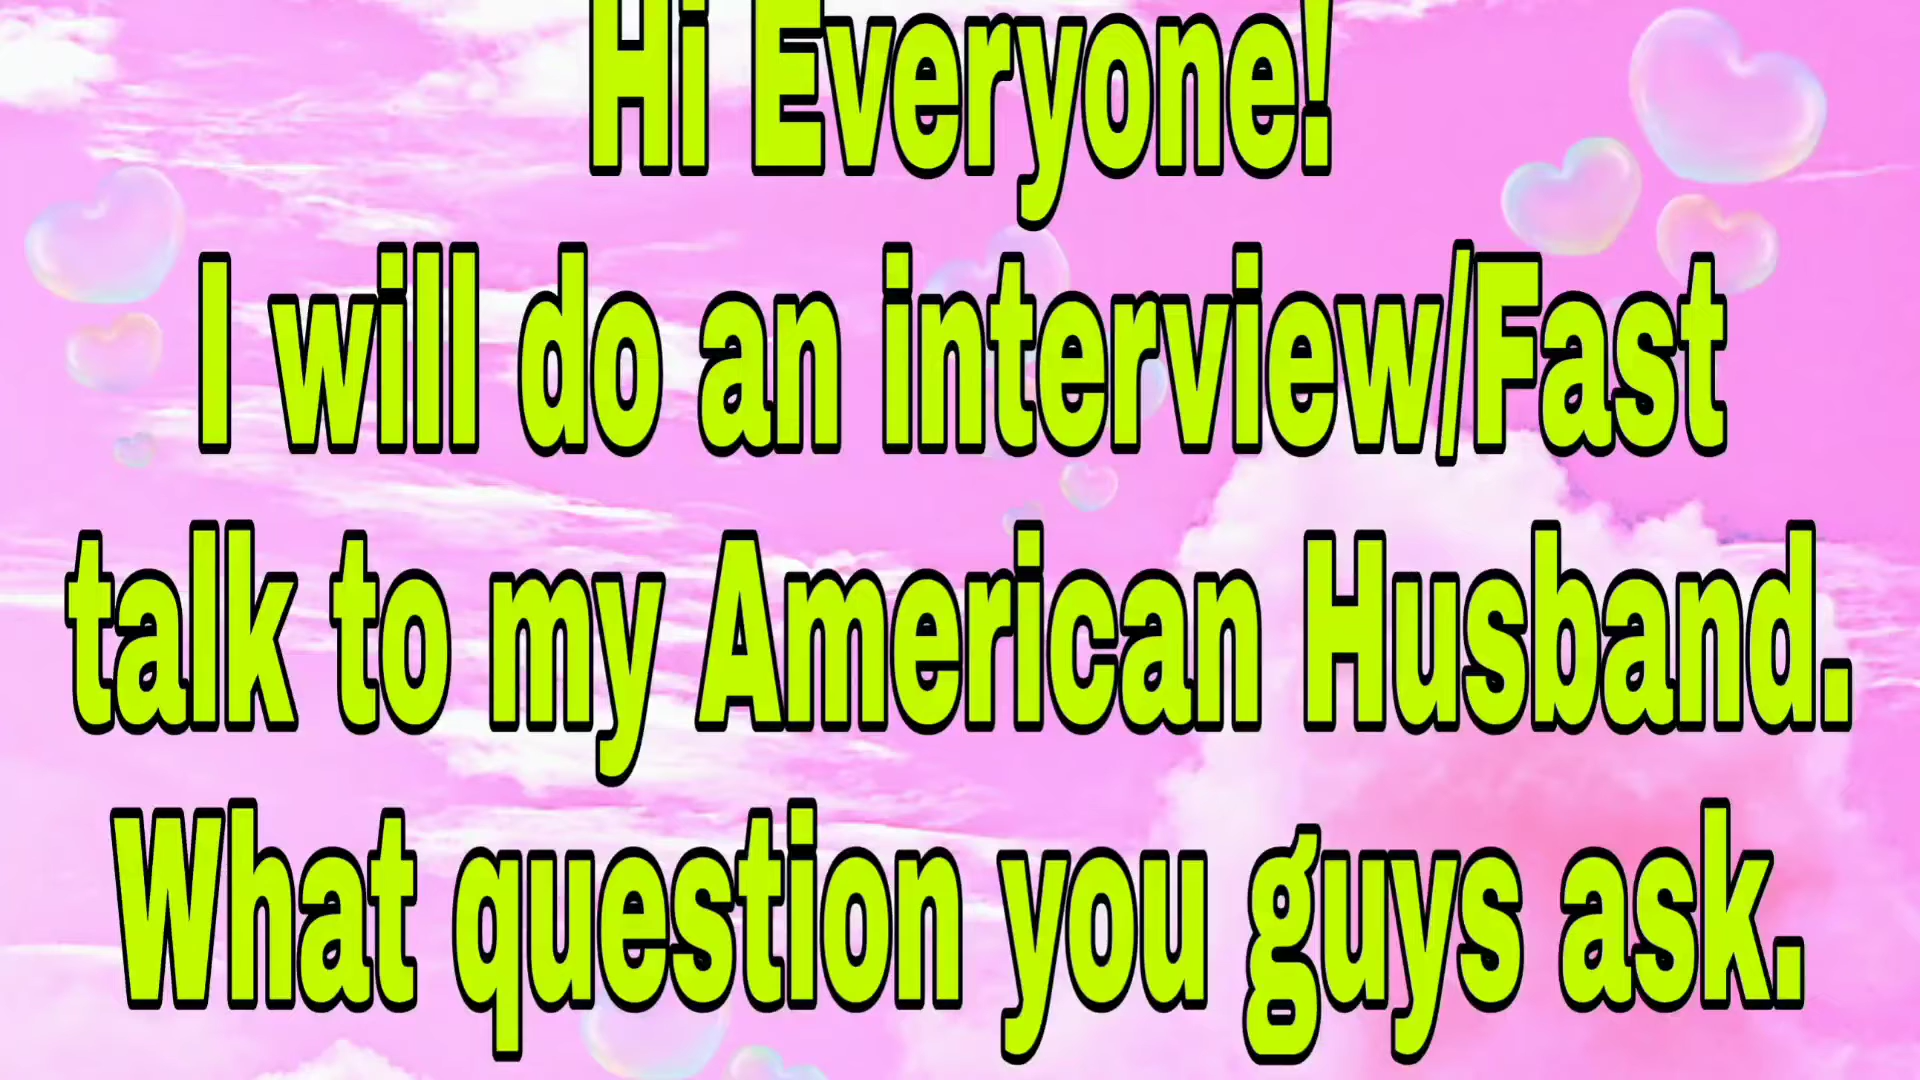 Hi Everyone!
I will do an interview/Fast
talk to my American Husband.
What question you guys ask.